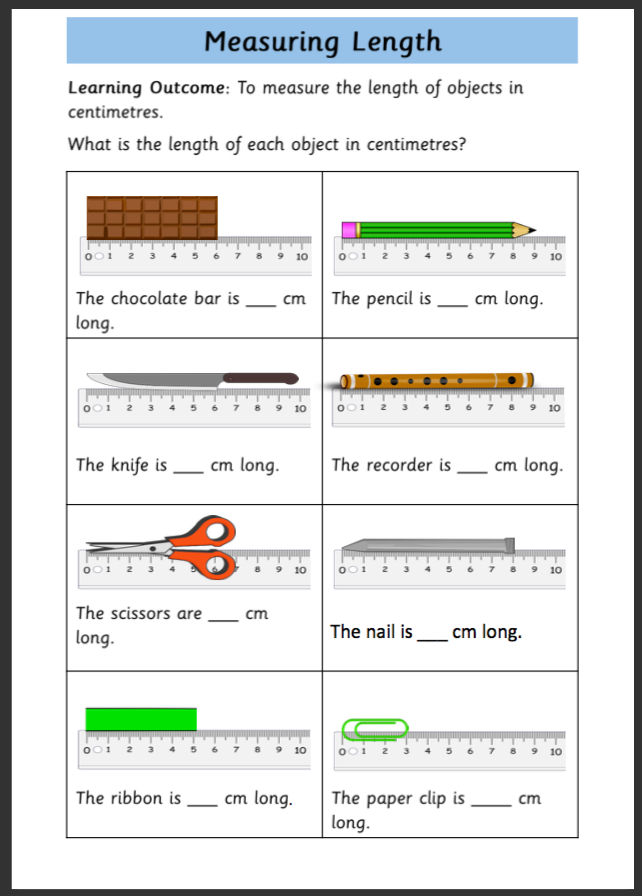 Measuring Length
Learning Outcome: To measure the length of objects in
centimetres.
What is the length of each object in centimetres?
0 1 2 3 4 5 6 7 8 9 10
The chocolate bar is ___ cm
long.
0 1 2 3 4 5 6 7 8 9 10
The pencil is ___ cm long.
0 1 2 3 4 5 6 7 8 9 10
The knife is ___ cm long.
0 1 2 3 4 5 6 7 8 9 10
The recorder is ___ cm long.
0 1 2 3 4 5 6 7 8 9 10
The scissors are ___ cm
long.
0 1 2 3 4 5 6 7 8 9 10
The nail is ___ cm long.
0 1 2 3 4 5 6 7 8 9 10
The ribbon is ___ cm long.
0 1 2 3 4 5 6 7 8 9 10
The paper clip is ____ cm
long.